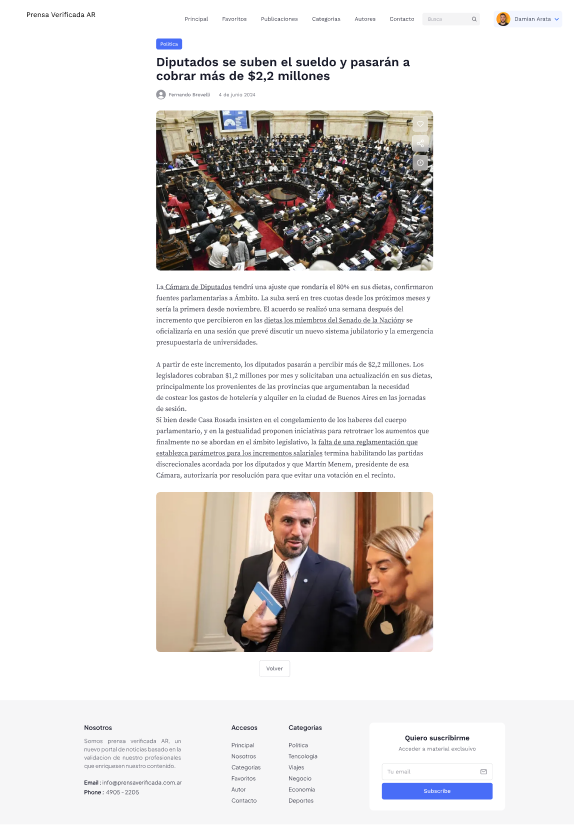 Prensa Verificada AR
Principal Favoritos Publicaciones Categorías Autores Contacto Busca Damian Arata
Politica
Diputados se suben el sueldo y pasarán a
cobrar más de $2,2 millones
Fernando Brovelli 4 de junio 2024
La Cámara de Diputados tendrá una ajuste que rondaría el 80% en sus dietas, confirmaron
fuentes parlamentarias a Ámbito. La suba será en tres cuotas desde los próximos meses y
sería la primera desde noviembre. El acuerdo se realizó una semana después del
incremento que percibieron en las dietas los miembros del Senado de la Nacióny se
oficializaría en una sesión que prevé discutir un nuevo sistema jubilatorio y la emergencia
presupuestaria de universidades.
A partir de este incremento, los diputados pasarán a percibir más de $2,2 millones. Los
legisladores cobraban $1,2 millones por mes y solicitaban una actualización en sus dietas,
principalmente los provenientes de las provincias que argumentaban la necesidad
de costear los gastos de hotelería y alquiler en la ciudad de Buenos Aires en las jornadas
de sesión.
Si bien desde Casa Rosada insisten en el congelamiento de los haberes del cuerpo
parlamentario, y en la gestualidad proponen iniciativas para retrotraer los aumentos que
finalmente no se abordan en el ámbito legislativo, la falta de una reglamentación que
establezca parámetros para los incrementos salariales termina habilitando las partidas
discrecionales acordada por los diputados y que Martín Menem, presidente de esa
Cámara, autorizaría por resolución para que evitar una votación en el recinto.
Volver
Nosotros Accesos Categorías
Somos prensa verificada AR, un
nuevo portal de noticias basado en la
validacion de nuestro profesionales
que enriquesen nuestro contenido.
Email : info@prensaverificada.com.ar
Phone : 4905 - 2205
Principal
Nosotros
Categorias
Favoritos
Autor
Contacto
Politica
Tencologia
Viajes
Negocio
Economia
Deportes
Quiero suscribirme
Acceder a material exclsuivo
Tu email
Subscribe